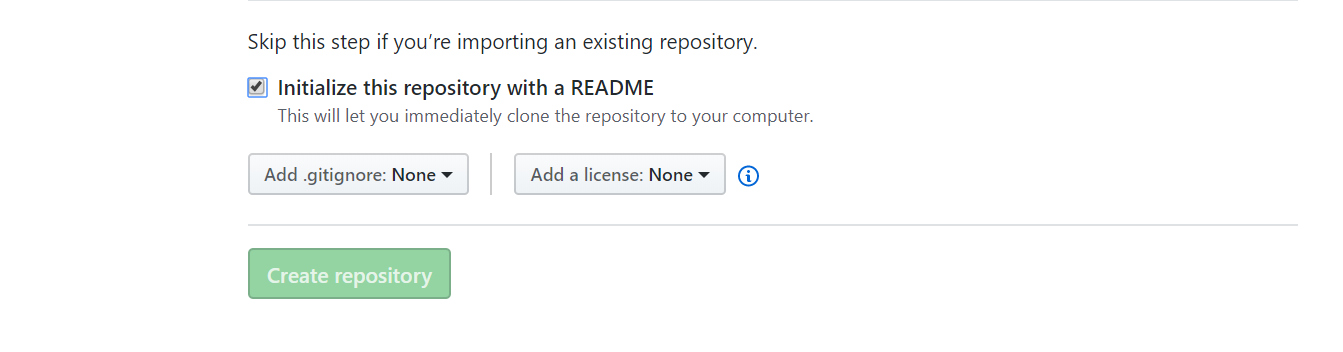 Skip this step if you’re importing an existing repository.
Initialize this repository with a README
This will let you immediately clone the repository to your computer.
Add .gitignore: None Add a license: None
Create repository